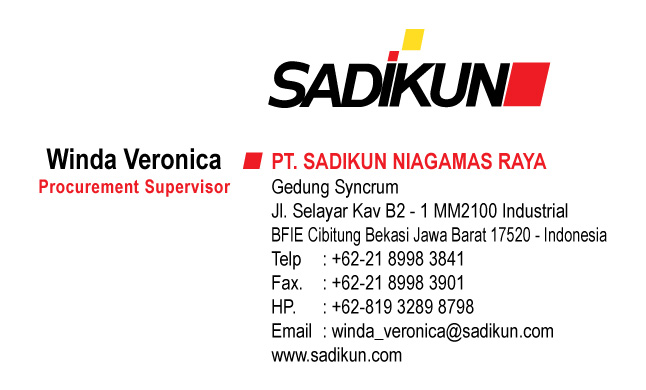 SADIKUN
Winda Veronica
Procurement Supervisor
PT. SADIKUN NIAGAMAS RAYA
Gedung Syncrum
Jl. Selayar Kav B2 - 1 MM2100 Industrial
BFIE Cibitung Bekasi Jawa Barat 17520 - Indonesia
Telp : +62-21 8998 3841
Fax. : +62-21 8998 3901
HP. : +62-819 3289 8798
Email : winda_veronica@sadikun.com
www.sadikun.com